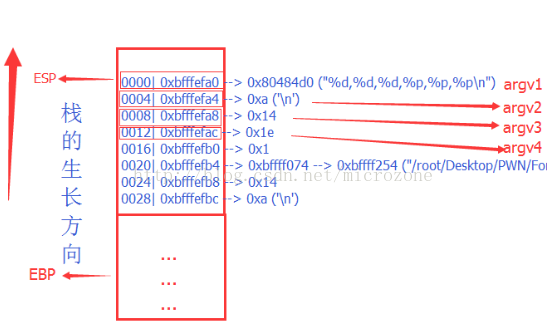 ESP
0000| 0xbfffefa0 --> 0x80484d0 ("%d,%d,%d,%p,%p,%p\n") argv1
0004| 0xbfffefa4 --> 0xa ('\n') argv2
0008| 0xbfffefa8 --> 0x14 argv3
0012| 0xbfffefac --> 0x1e argv4
0016| 0xbfffefb0 --> 0x1
0020| 0xbfffefb4 --> 0xbffff074 --> 0xbffff254 ("/root/Desktop/PWN/For
0024| 0xbfffefb8 --> 0x14
0028| 0xbfffefbc --> 0xa ('\n')
http://blog.csdn.net/microzone
栈的生长方向
EBP
...
...
...